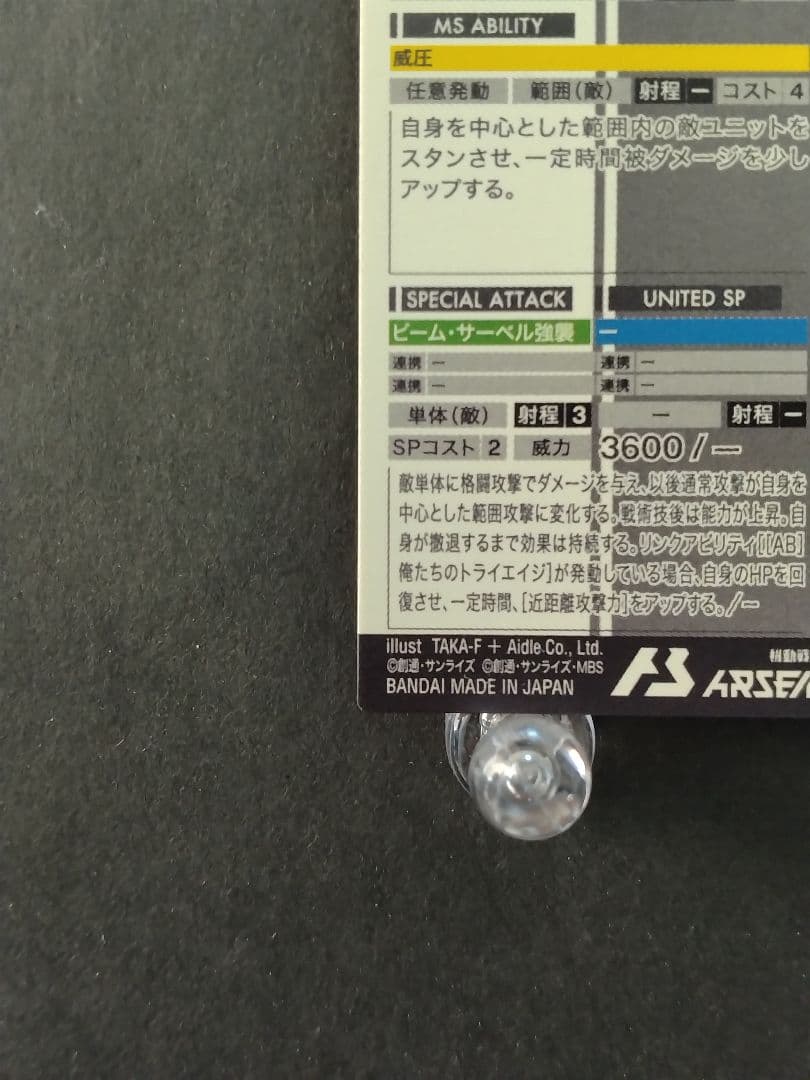 MS ABILITY
威圧
任意発動 範囲(敵) 射程 ー コスト 4
自身を中心とした範囲内の敵ユニットを
スタンさせ、一定時間被ダメージを少し
アップする。
SPECIAL ATTACK UNITED SP
ビーム・サーベル強襲 ー
連携 ー 連携 ー
連携 ー 連携 ー
単体(敵) 射程 3 ー 射程 ー
SPコスト 2 威力 3600/ー
敵単体に格闘攻撃でダメージを与え、以後通常攻撃が自身を
中心とした範囲攻撃に変化する。戦術技後は能力が上昇。自
身が撤退するまで効果は持続する。リンクアビリティ[[AB]
俺たちのトライエイジ]が発動している場合、自身のHPを回
復させ、一定時間、[近距離攻撃力]をアップする。/ー
illust TAKA-F + Aidle Co., Ltd.
©創通・サンライズ ©創通・サンライズ・MBS
BANDAI MADE IN JAPAN
機動戦
ARSEN